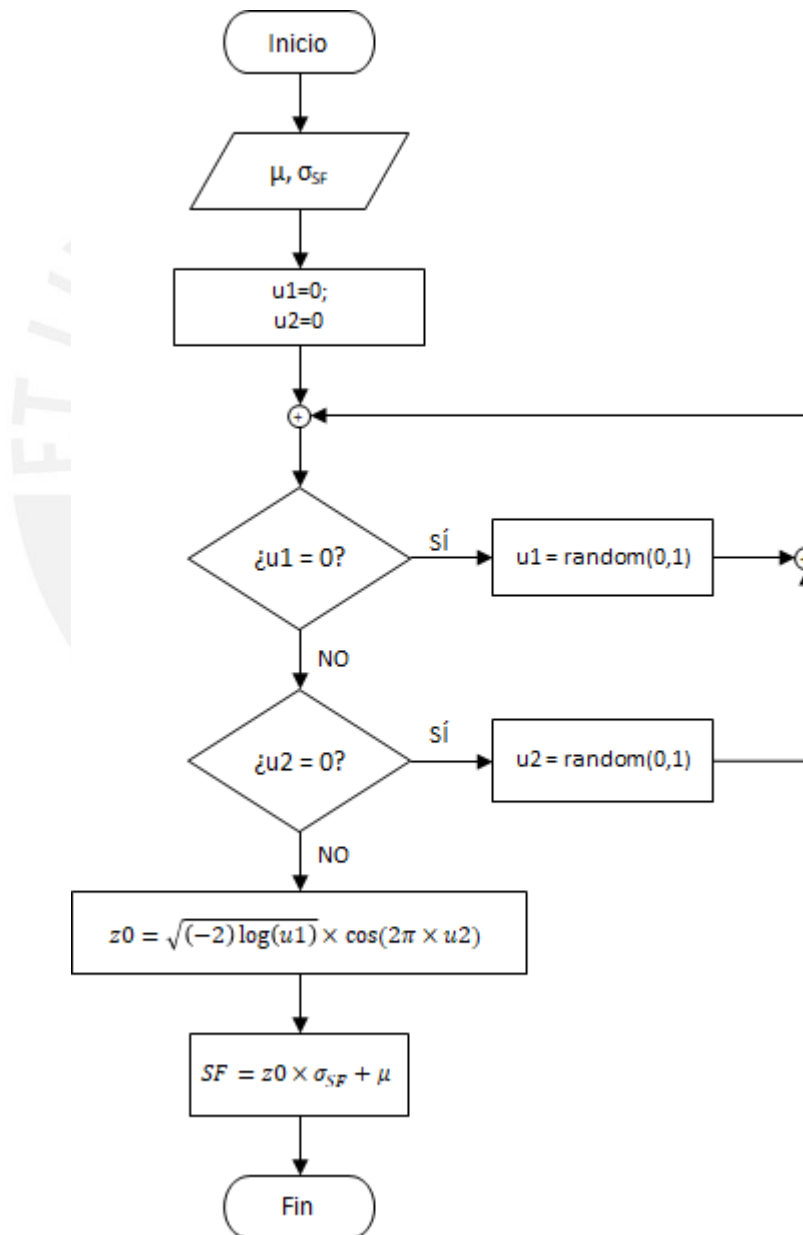 Inicio
μ, σSF
u1=0;
u2=0
+
¿u1 = 0?
SÍ
u1 = random(0,1)
NO
¿u2 = 0?
SÍ
u2 = random(0,1)
NO
z0 = √(-2) log(u1) × cos(2π × u2)
SF = z0 × σSF + μ
Fin